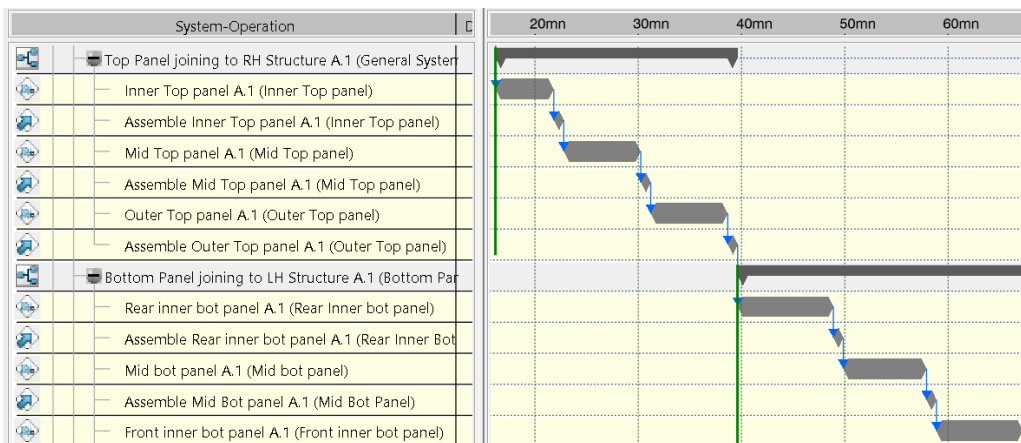 System-Operation D 20mn 30mn 40mn 50mn 60mn
Top Panel joining to RH Structure A.1 (General System
Inner Top panel A.1 (Inner Top panel)
Assemble Inner Top panel A.1 (Inner Top panel)
Mid Top panel A.1 (Mid Top panel)
Assemble Mid Top panel A.1 (Mid Top panel)
Outer Top panel A.1 (Outer Top panel)
Assemble Outer Top panel A.1 (Outer Top panel)
Bottom Panel joining to LH Structure A.1 (Bottom Par
Rear inner bot panel A.1 (Rear Inner bot panel)
Assemble Rear inner bot panel A.1 (Rear Inner Bot
Mid bot panel A.1 (Mid bot panel)
Assemble Mid Bot panel A.1 (Mid Bot Panel)
Front inner bot panel A.1 (Front inner bot panel)